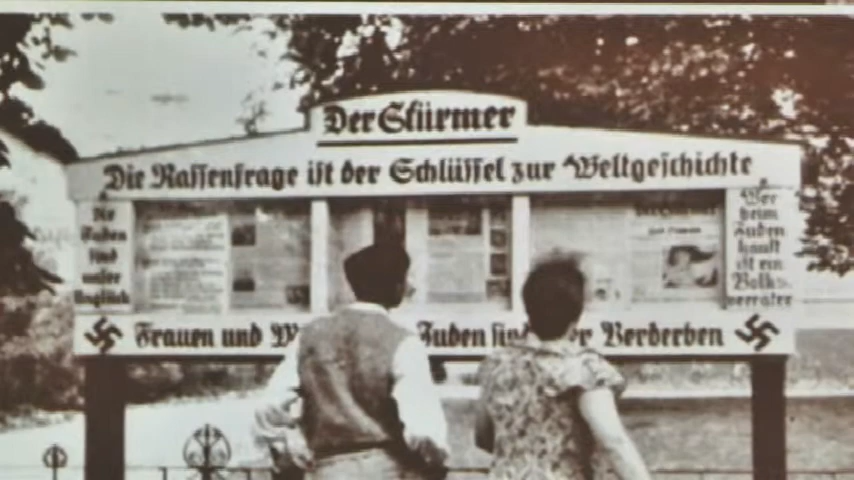 Der Stürmer
Die Rassenfrage ist der Schlüssel zur Weltgeschichte
Die
Juden
sind
unser
Unglück
Wer
beim
Juden
kauft
ist ein
Volks-
verräter
Frauen und Juden sind Verderben